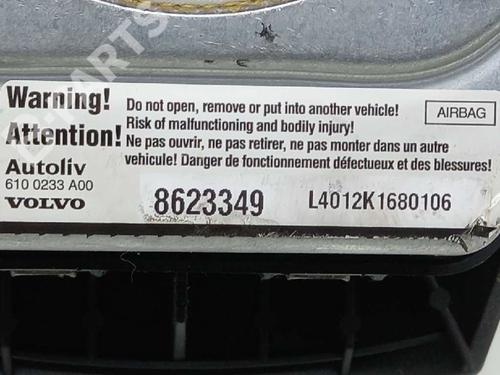 B-PARTS
Warning!
Do not open, remove or put into another vehicle!
Risk of malfunctioning and bodily injury!
AIRBAG
Attention!
Ne pas ouvrir, ne pas retirer, ne pas monter dans un autre
vehicule! Danger de fonctionnement défectueux et des blessures!
Autoliv
610 0233 A00
VOLVO
8623349
L4012K1680106